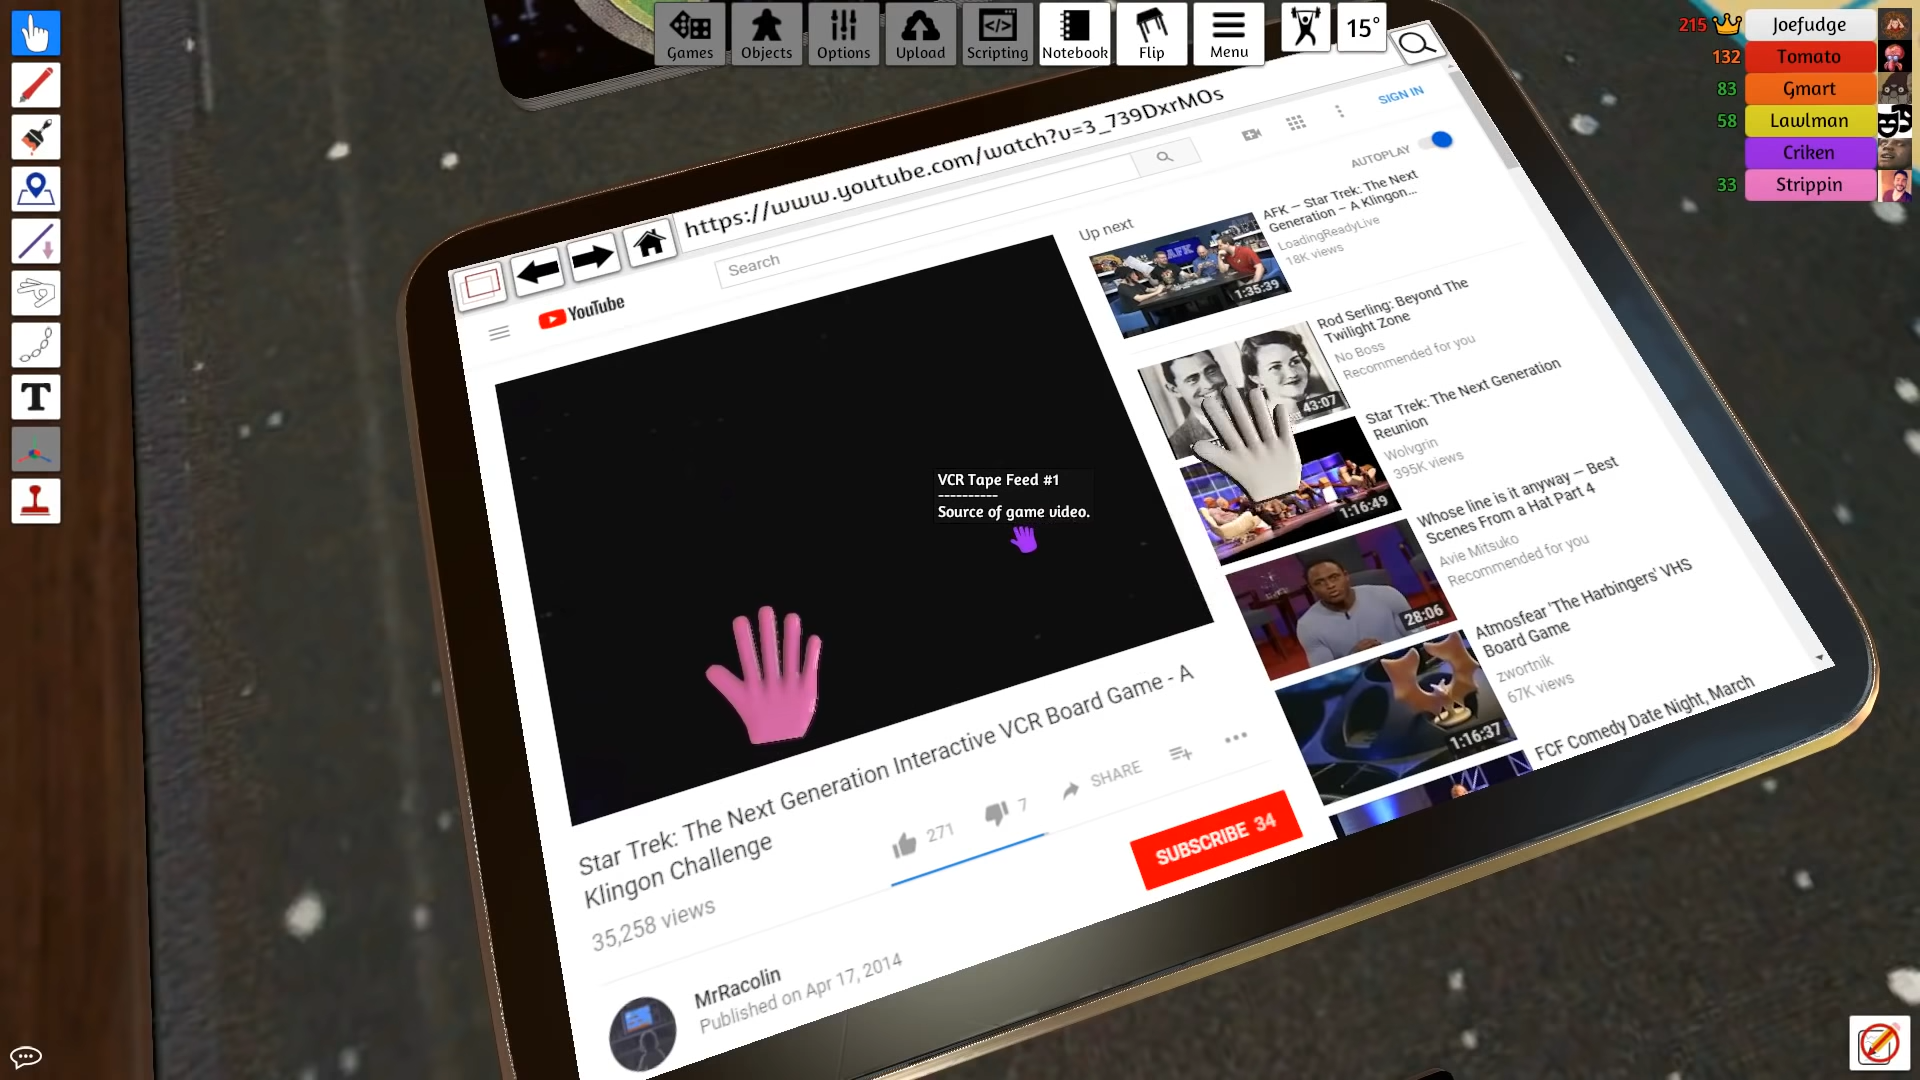 Games
Objects
Options
Upload
Scripting
Notebook
Flip
Menu
15°
215
Joefudge
132
Tomato
83
Gmart
58
Lawlman
Criken
33
Strippin
https://www.youtube.com/watch?v=3_739DxrMOs
YouTube
Search
SIGN IN
VCR Tape Feed #1
----------
Source of game video.
Star Trek: The Next Generation Interactive VCR Board Game - A
Klingon Challenge
35,258 views
271
7
SHARE
SUBSCRIBE 34
MrRacolin
Published on Apr 17, 2014
Up next
AUTOPLAY
AFK
1:35:39
AFK – Star Trek: The Next
Generation – A Klingon...
LoadingReadyLive
18K views
43:07
Rod Serling: Beyond The
Twilight Zone
No Boss
Recommended for you
1:16:49
Star Trek: The Next Generation
Reunion
Wolvgrin
395K views
28:06
Whose line is it anyway – Best
Scenes From a Hat Part 4
Avie Mitsuko
Recommended for you
1:16:37
Atmosfear 'The Harbingers' VHS
Board Game
zwortnik
67K views
FCF Comedy Date Night, March